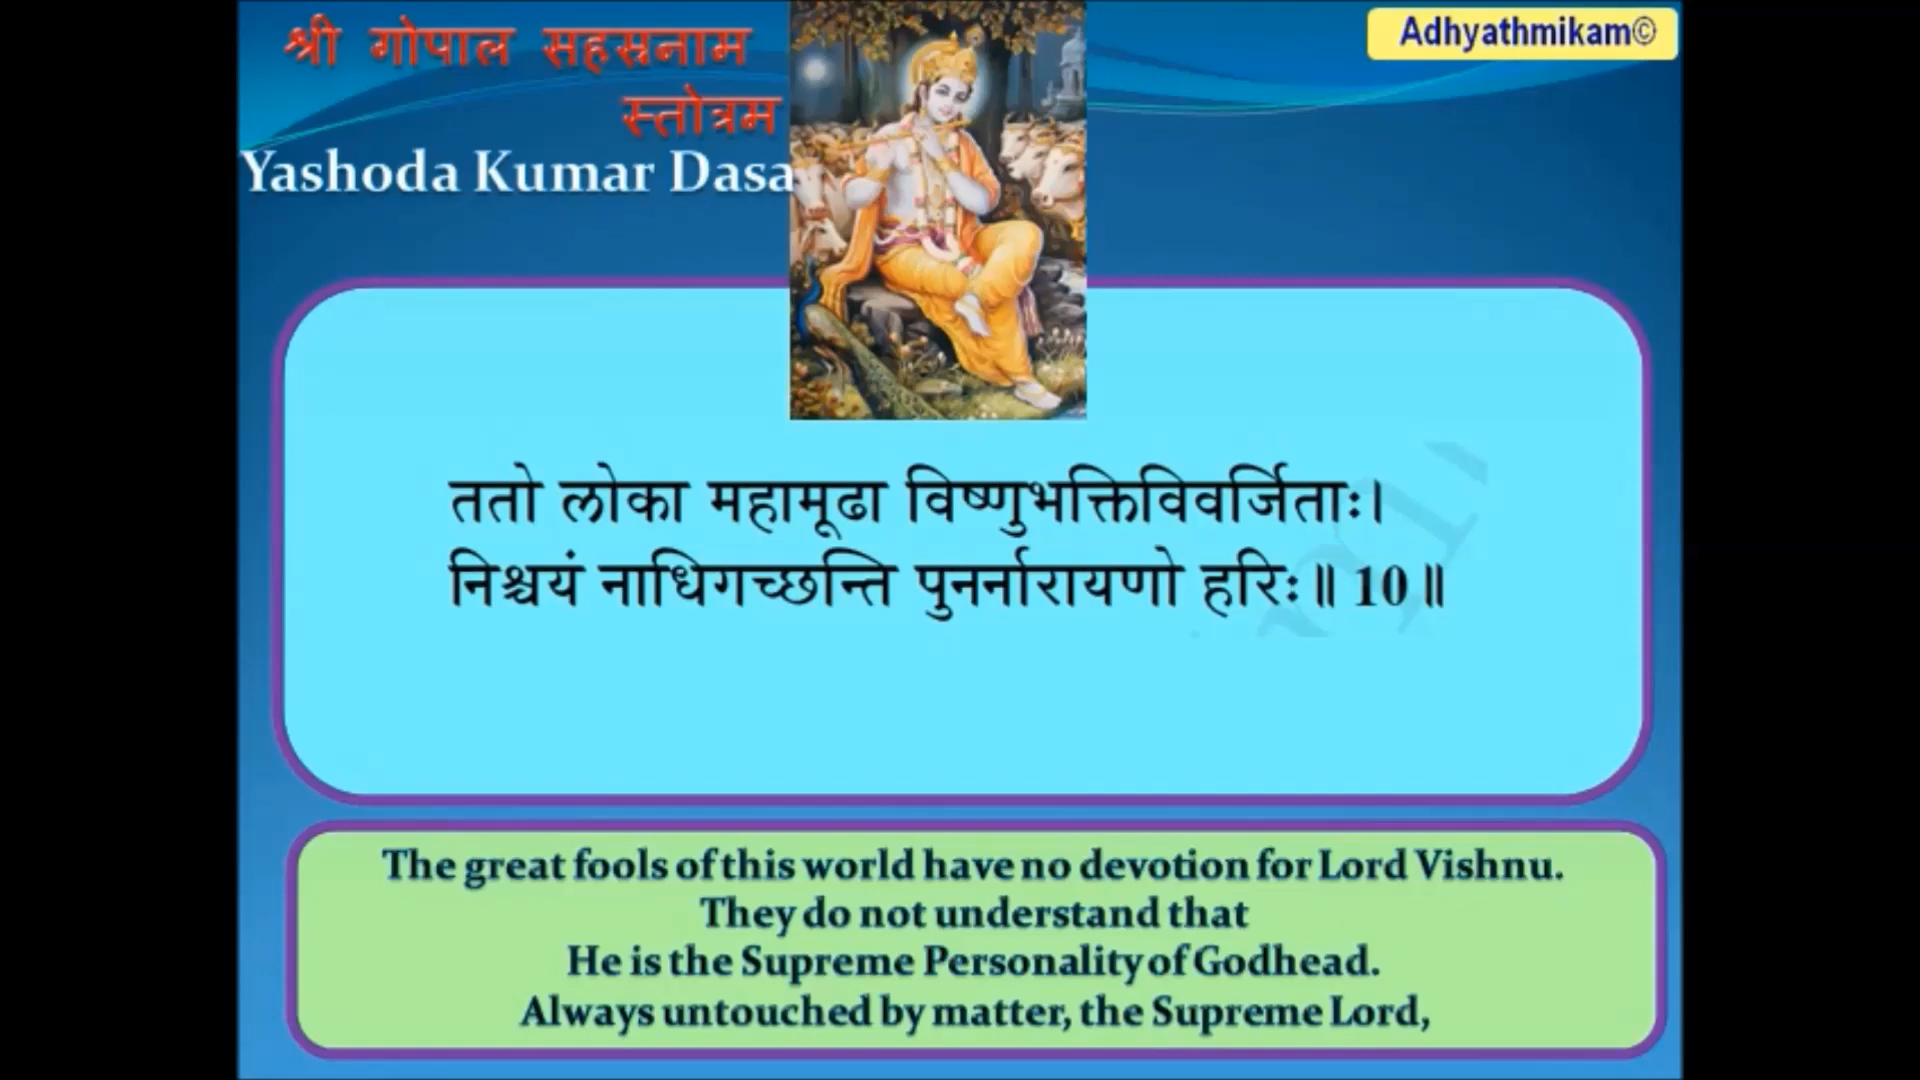 श्री गोपाल सहस्रनाम
स्तोत्रम
Yashoda Kumar Dasa
Adhyathmikam©
ततो लोका महामूढा विष्णुभक्तिविवर्जिताः।
निश्चयं नाधिगच्छन्ति पुनर्नारायणो हरिः॥ 10 ॥
The great fools of this world have no devotion for Lord Vishnu.
They do not understand that
He is the Supreme Personality of Godhead.
Always untouched by matter, the Supreme Lord,